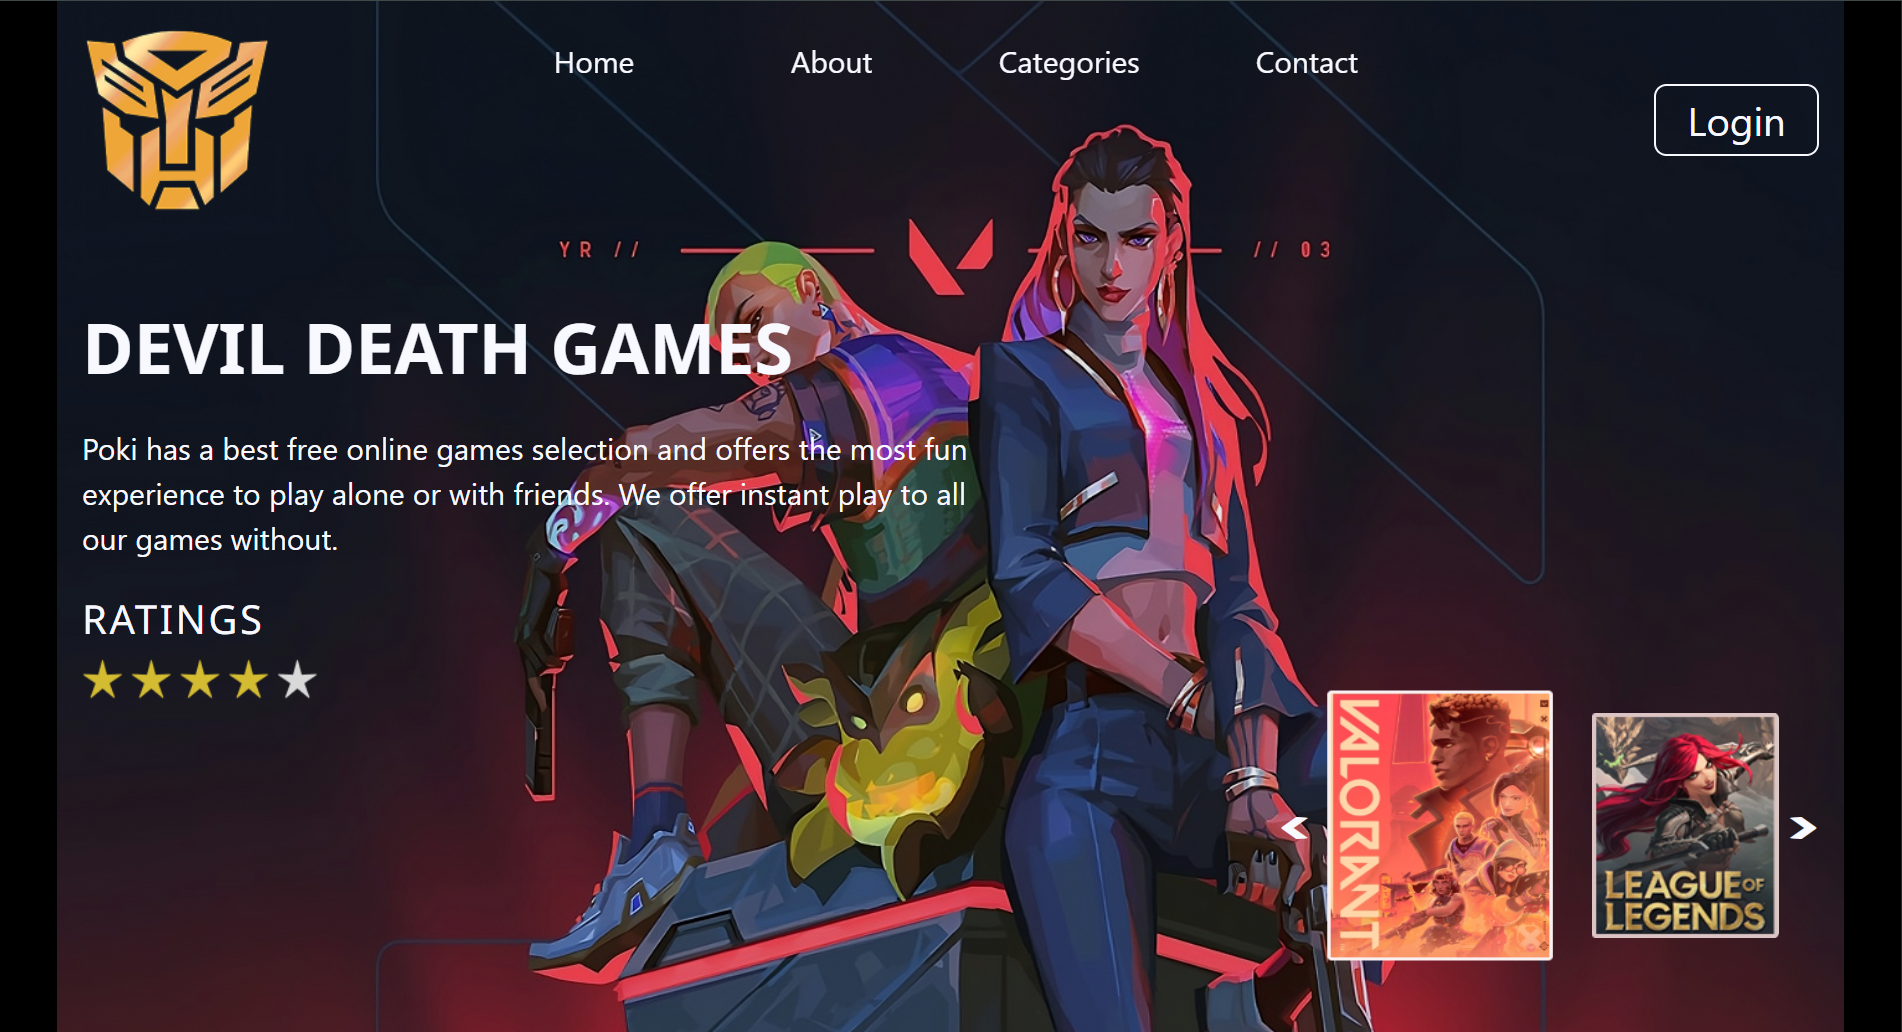 Home
About
Categories
Contact
Login
YR //
// 03
DEVIL DEATH GAMES
Poki has a best free online games selection and offers the most fun
experience to play alone or with friends. We offer instant play to all
our games without.
RATINGS
VALORANT
LEAGUE OF
LEGENDS